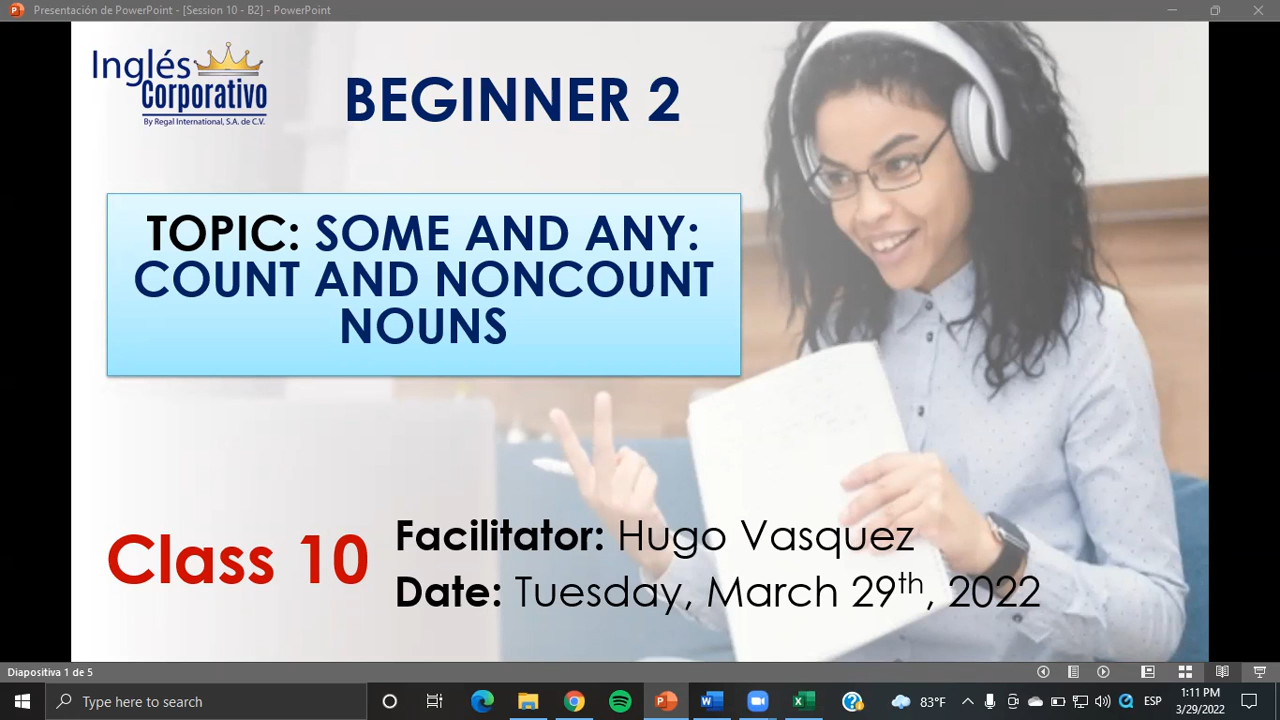 Presentación de PowerPoint - [Session 10 - B2] - PowerPoint
Inglés
Corporativo
By Regal International, S.A. de C.V.
BEGINNER 2
TOPIC: SOME AND ANY:
COUNT AND NONCOUNT
NOUNS
Class 10
Facilitator: Hugo Vasquez
Date: Tuesday, March 29th, 2022
Diapositiva 1 de 5
Type here to search
83°F
ESP
1:11 PM
3/29/2022